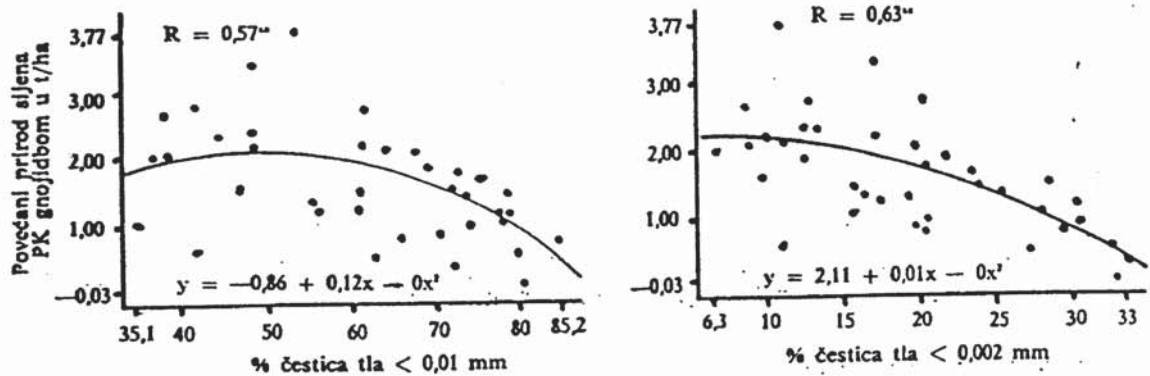 Povećani prirod sijena
PK gnojidbom u t/ha
3,77
3,00
2,00
1,00
—0,03
R = 0,57**
y = —0,86 + 0,12x — 0x²
35,1 40 50 60 70 80 85,2
% čestica tla < 0,01 mm
3,77
3,00
2,00
1,00
—0,03
R = 0,63**
y = 2,11 + 0,01x — 0x²
6,3 10 15 20 25 30 33
% čestica tla < 0,002 mm